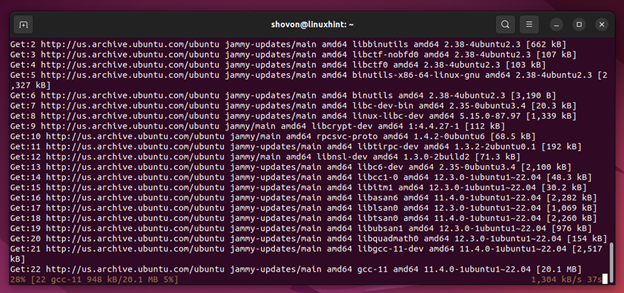 shovon@linuxhint: ~
Get:2 http://us.archive.ubuntu.com/ubuntu jammy-updates/main amd64 libbinutils amd64 2.38-4ubuntu2.3 [662 kB]
Get:3 http://us.archive.ubuntu.com/ubuntu jammy-updates/main amd64 libctf-nobfd0 amd64 2.38-4ubuntu2.3 [107 kB]
Get:4 http://us.archive.ubuntu.com/ubuntu jammy-updates/main amd64 libctf0 amd64 2.38-4ubuntu2.3 [103 kB]
Get:5 http://us.archive.ubuntu.com/ubuntu jammy-updates/main amd64 binutils-x86-64-linux-gnu amd64 2.38-4ubuntu2.3 [2
,327 kB]
Get:6 http://us.archive.ubuntu.com/ubuntu jammy-updates/main amd64 binutils amd64 2.38-4ubuntu2.3 [3,190 B]
Get:7 http://us.archive.ubuntu.com/ubuntu jammy-updates/main amd64 libc-dev-bin amd64 2.35-0ubuntu3.4 [20.3 kB]
Get:8 http://us.archive.ubuntu.com/ubuntu jammy-updates/main amd64 linux-libc-dev amd64 5.15.0-87.97 [1,339 kB]
Get:9 http://us.archive.ubuntu.com/ubuntu jammy/main amd64 libcrypt-dev amd64 1:4.4.27-1 [112 kB]
Get:10 http://us.archive.ubuntu.com/ubuntu jammy/main amd64 rpcsvc-proto amd64 1.4.2-0ubuntu6 [68.5 kB]
Get:11 http://us.archive.ubuntu.com/ubuntu jammy-updates/main amd64 libtirpc-dev amd64 1.3.2-2ubuntu0.1 [192 kB]
Get:12 http://us.archive.ubuntu.com/ubuntu jammy/main amd64 libnsl-dev amd64 1.3.0-2build2 [71.3 kB]
Get:13 http://us.archive.ubuntu.com/ubuntu jammy-updates/main amd64 libc6-dev amd64 2.35-0ubuntu3.4 [2,100 kB]
Get:14 http://us.archive.ubuntu.com/ubuntu jammy-updates/main amd64 libcc1-0 amd64 12.3.0-1ubuntu1~22.04 [48.3 kB]
Get:15 http://us.archive.ubuntu.com/ubuntu jammy-updates/main amd64 libitm1 amd64 12.3.0-1ubuntu1~22.04 [30.2 kB]
Get:16 http://us.archive.ubuntu.com/ubuntu jammy-updates/main amd64 libasan6 amd64 11.4.0-1ubuntu1~22.04 [2,282 kB]
Get:17 http://us.archive.ubuntu.com/ubuntu jammy-updates/main amd64 liblsan0 amd64 12.3.0-1ubuntu1~22.04 [1,069 kB]
Get:18 http://us.archive.ubuntu.com/ubuntu jammy-updates/main amd64 libtsan0 amd64 11.4.0-1ubuntu1~22.04 [2,260 kB]
Get:19 http://us.archive.ubuntu.com/ubuntu jammy-updates/main amd64 libubsan1 amd64 12.3.0-1ubuntu1~22.04 [976 kB]
Get:20 http://us.archive.ubuntu.com/ubuntu jammy-updates/main amd64 libquadmath0 amd64 12.3.0-1ubuntu1~22.04 [154 kB]
Get:21 http://us.archive.ubuntu.com/ubuntu jammy-updates/main amd64 libgcc-11-dev amd64 11.4.0-1ubuntu1~22.04 [2,517
kB]
Get:22 http://us.archive.ubuntu.com/ubuntu jammy-updates/main amd64 gcc-11 amd64 11.4.0-1ubuntu1~22.04 [20.1 MB]
28% [22 gcc-11 948 kB/20.1 MB 5%] 1,304 kB/s 37s